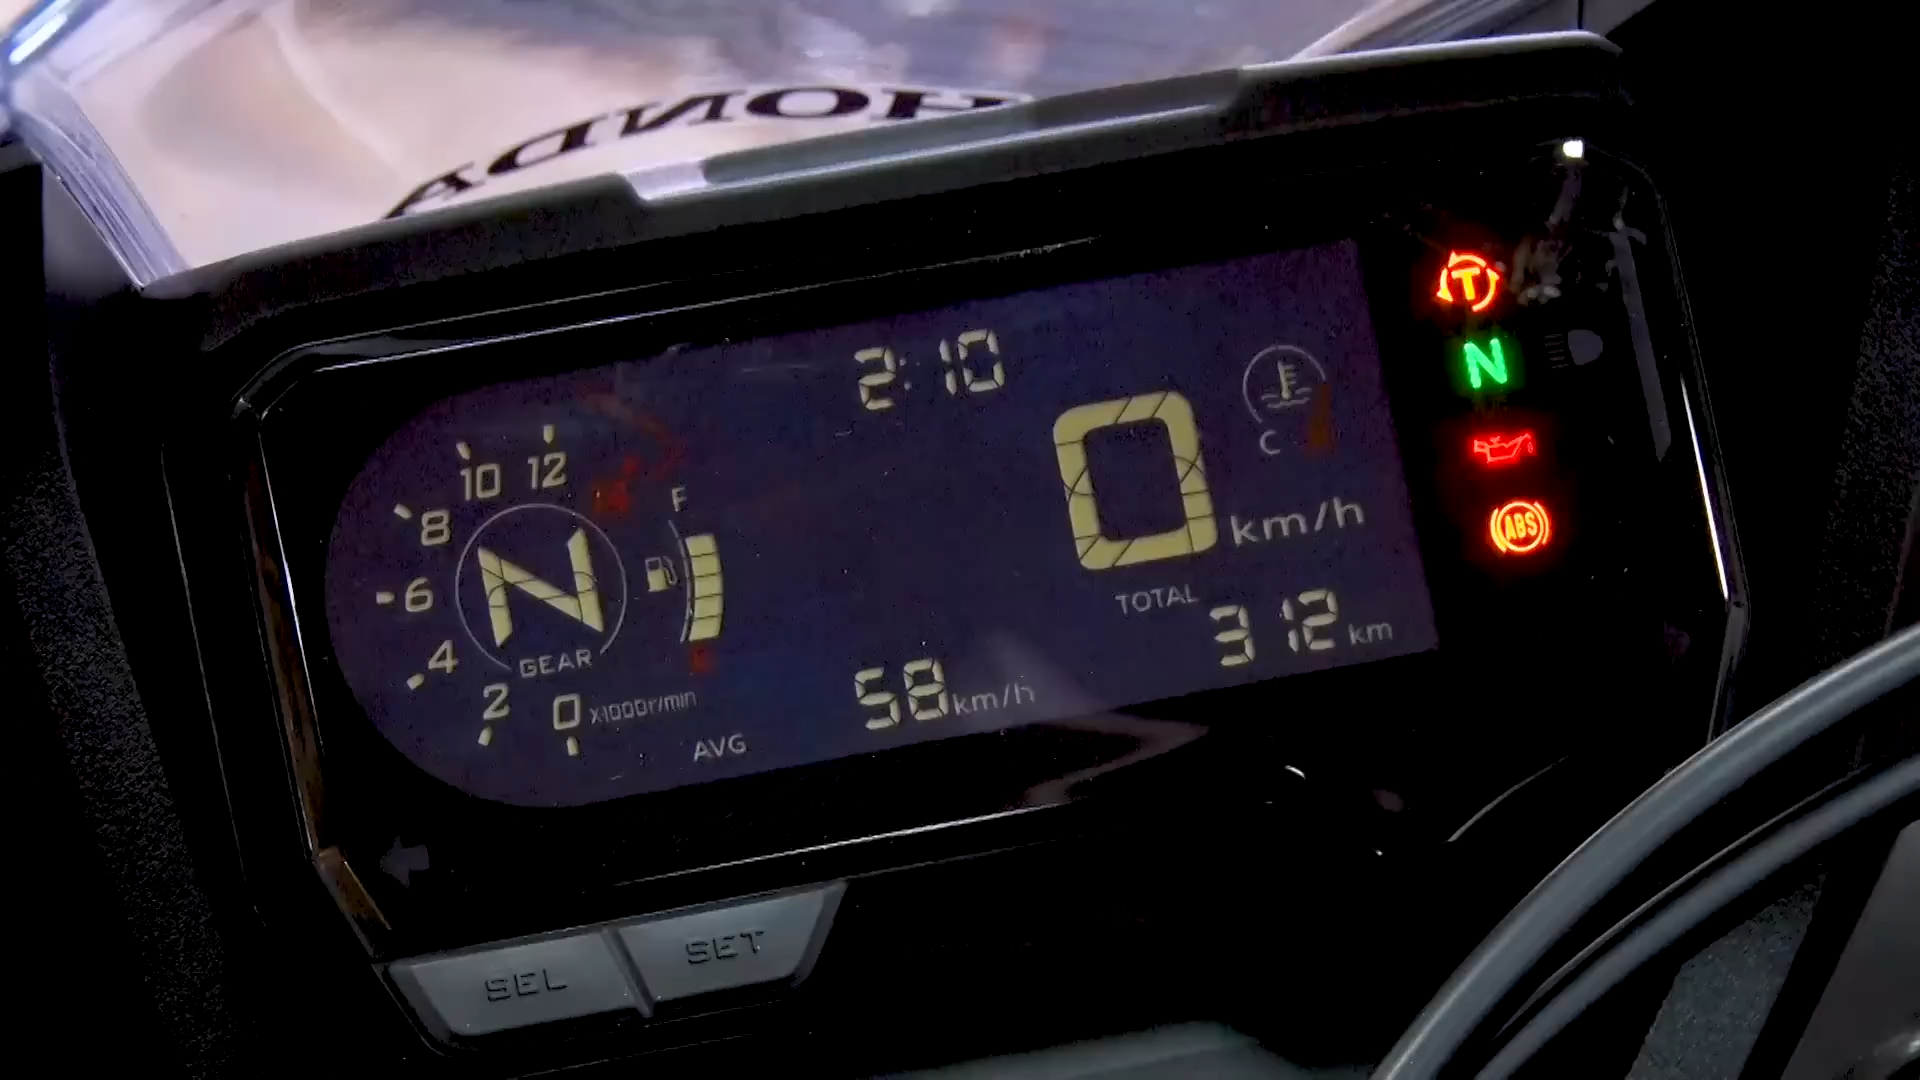 HONDA
2:10
10 12 14
8
6
4
2
0 X1000r/min
N
GEAR
F
E
0 km/h
C
TOTAL
312 km
AVG
58 km/h
T
N
ABS
SEL
SET